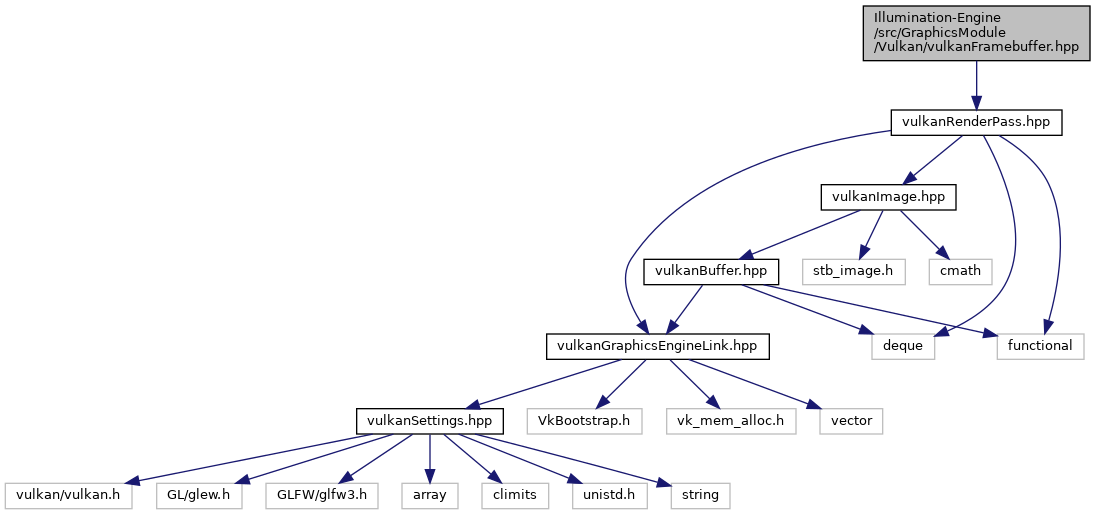 Illumination-Engine
/src/GraphicsModule
/Vulkan/vulkanFramebuffer.hpp
vulkanRenderPass.hpp
vulkanImage.hpp
vulkanBuffer.hpp
stb_image.h
cmath
vulkanGraphicsEngineLink.hpp
deque
functional
vulkanSettings.hpp
VkBootstrap.h
vk_mem_alloc.h
vector
vulkan/vulkan.h
GL/glew.h
GLFW/glfw3.h
array
climits
unistd.h
string